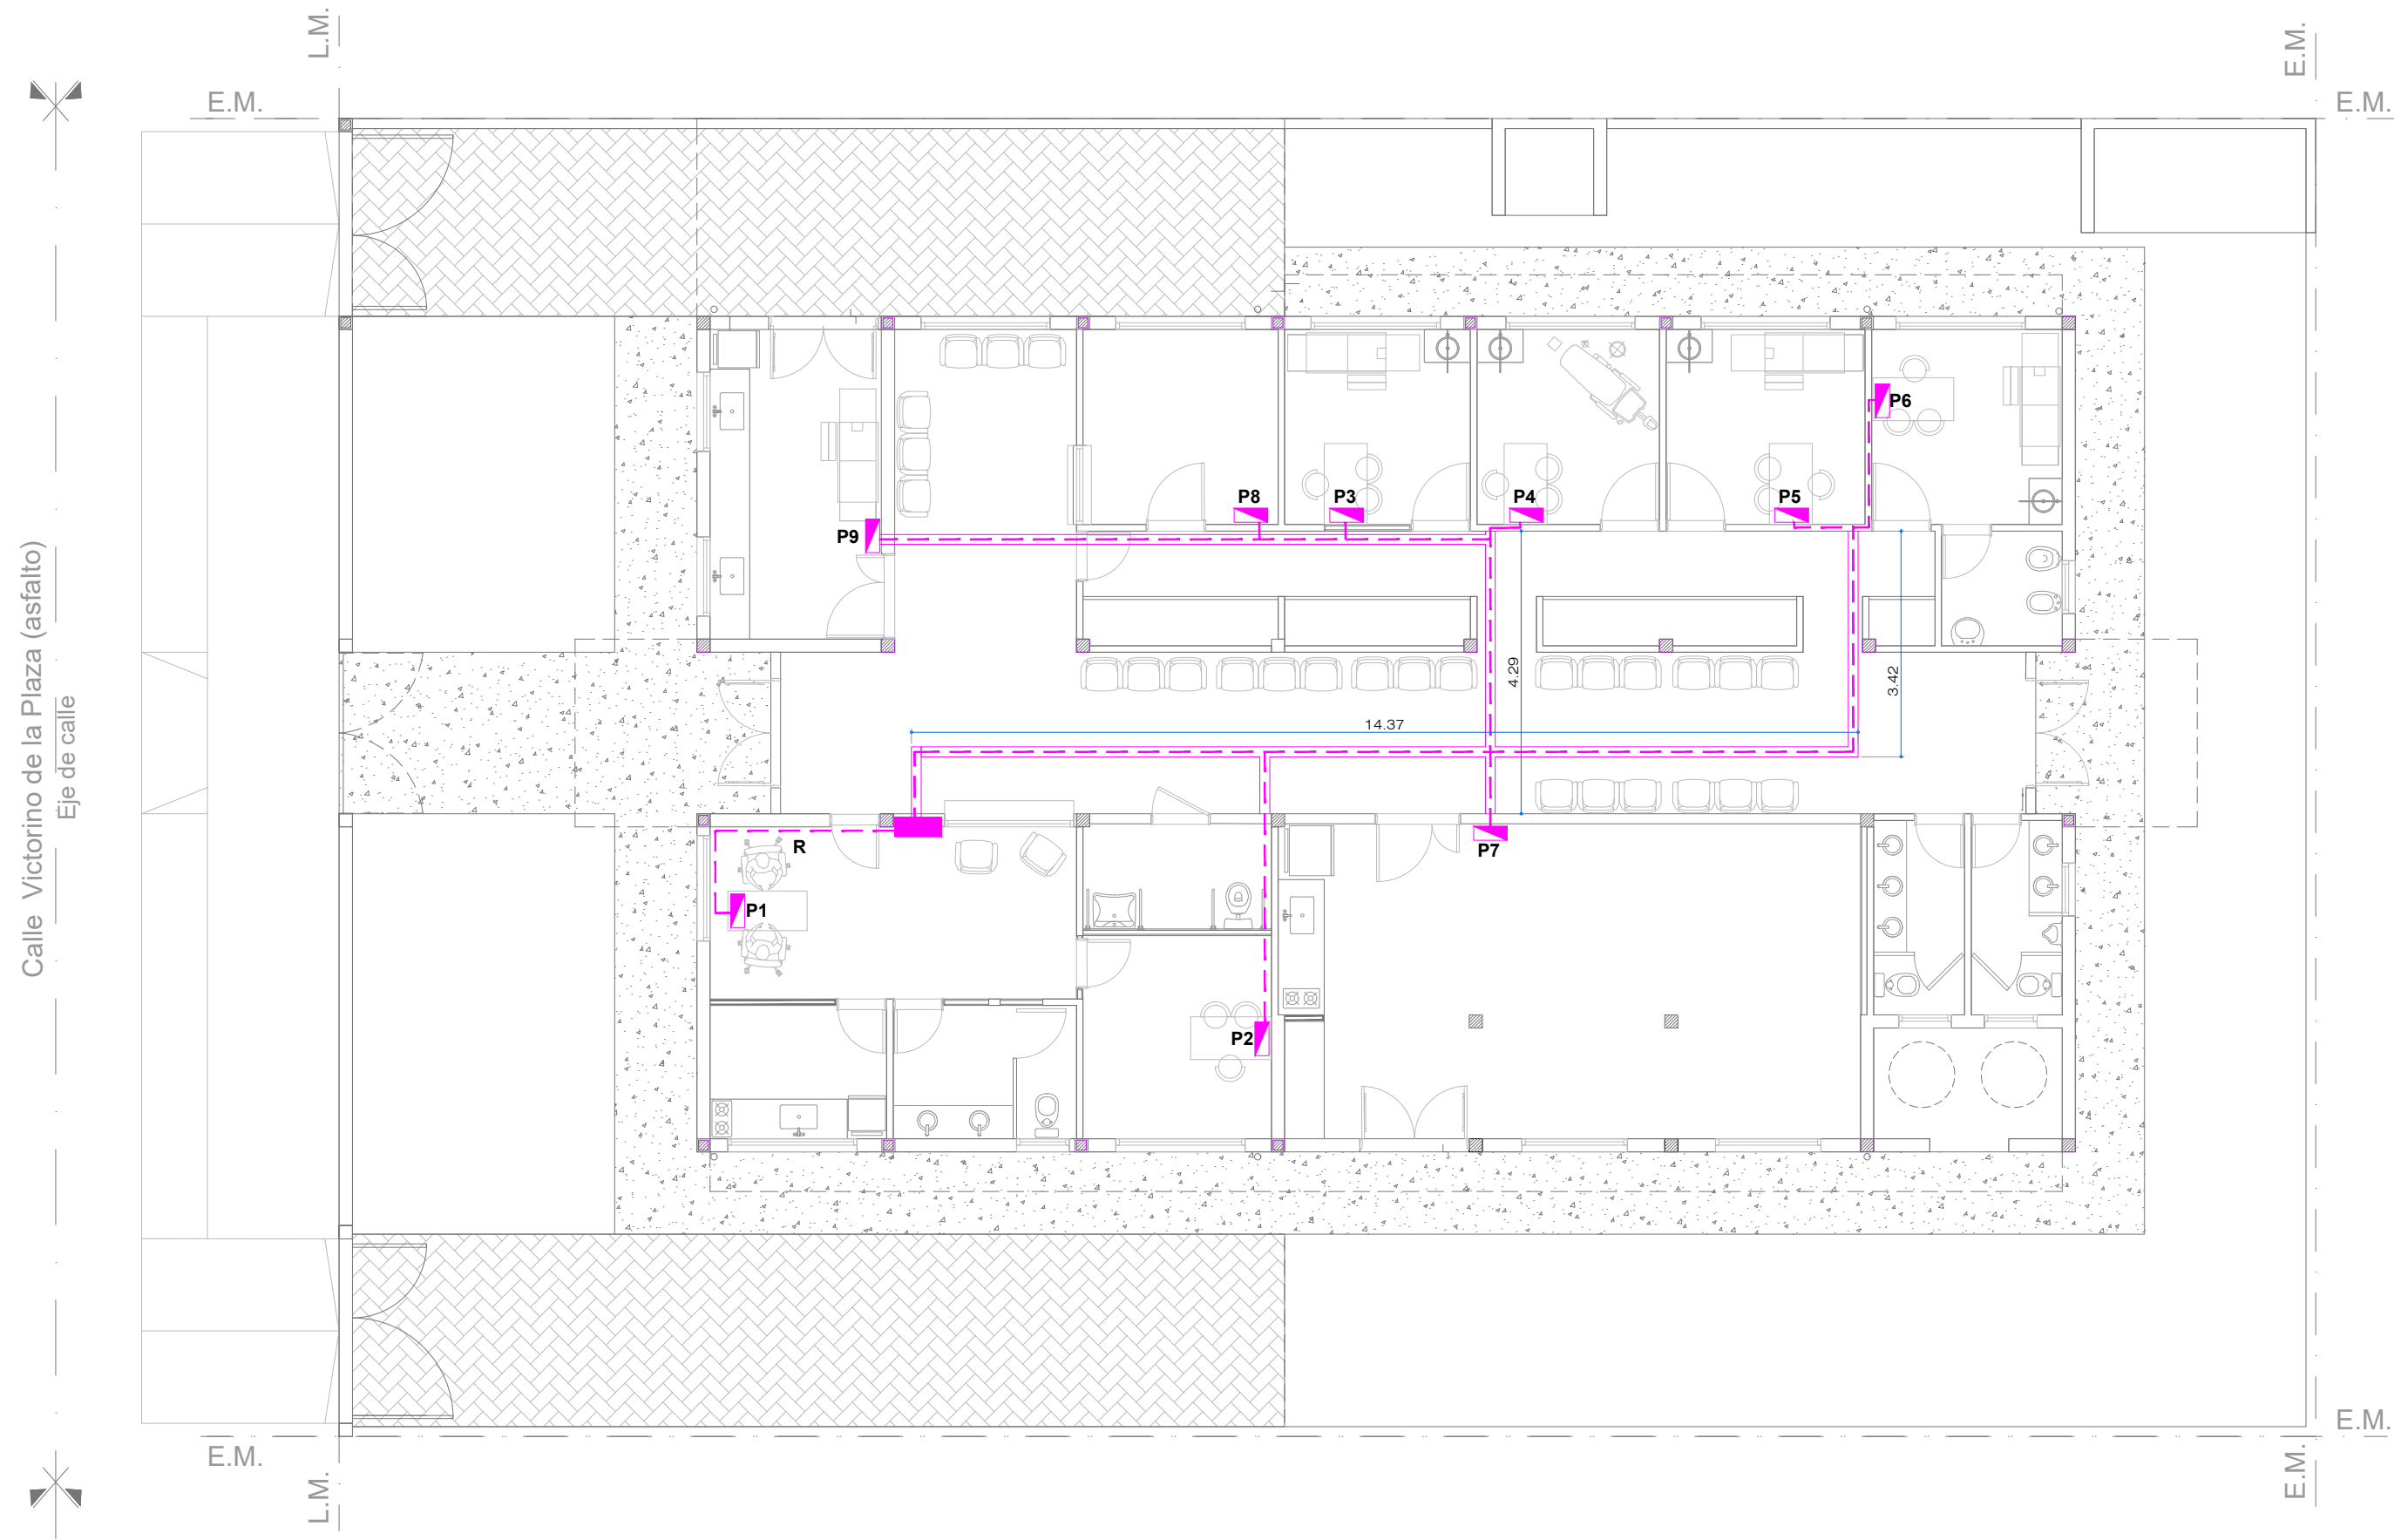 L.M.
E.M.
E.M.
E.M.
P6
P8
P3
P4
P5
P9
Calle Victorino de la Plaza (asfalto)
Eje de calle
4.29
3.42
14.37
R
P7
P1
P2
E.M.
E.M.
L.M.
E.M.